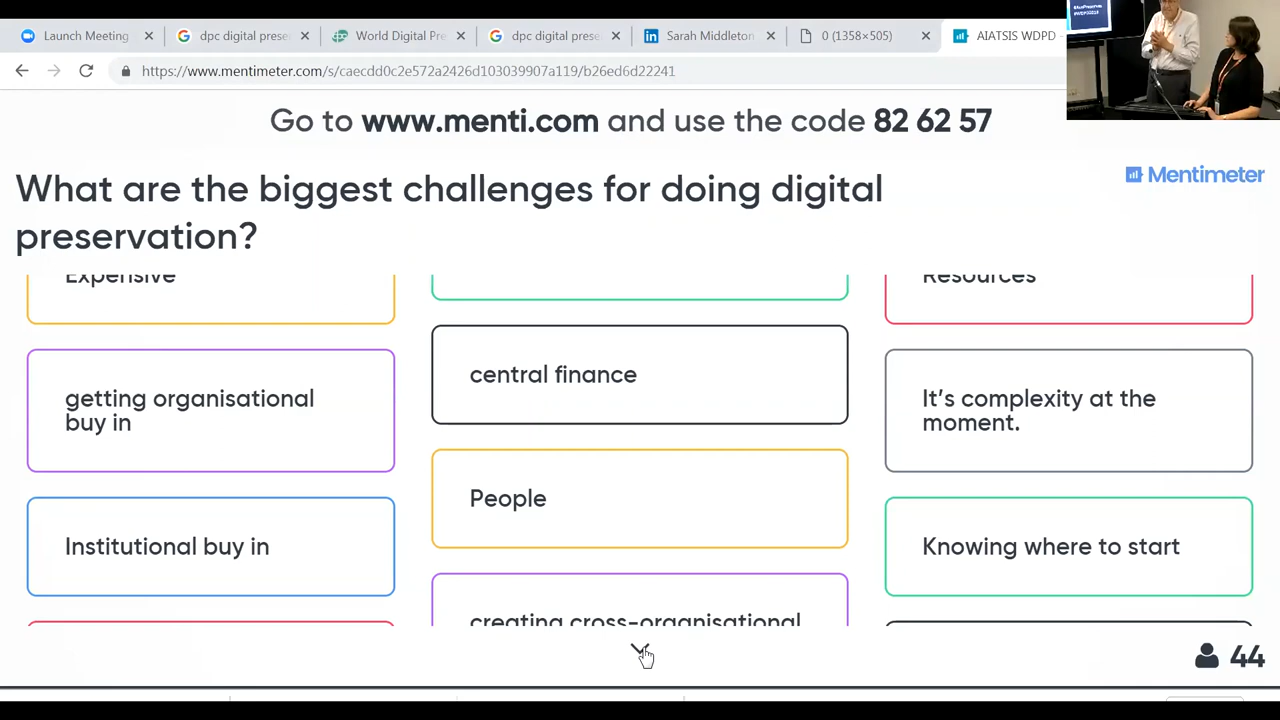 Launch Meeting
dpc digital prese
World Digital Pre
dpc digital prese
Sarah Middleton
0 (1358×505)
AIATSIS WDPD
https://www.mentimeter.com/s/caecdd0c2e572a2426d103039907a119/b26ed6d22241
Go to www.menti.com and use the code 82 62 57
What are the biggest challenges for doing digital
preservation?
Mentimeter
Expensive
getting organisational
buy in
Institutional buy in
central finance
People
creating cross-organisational
Resources
It's complexity at the
moment.
Knowing where to start
44